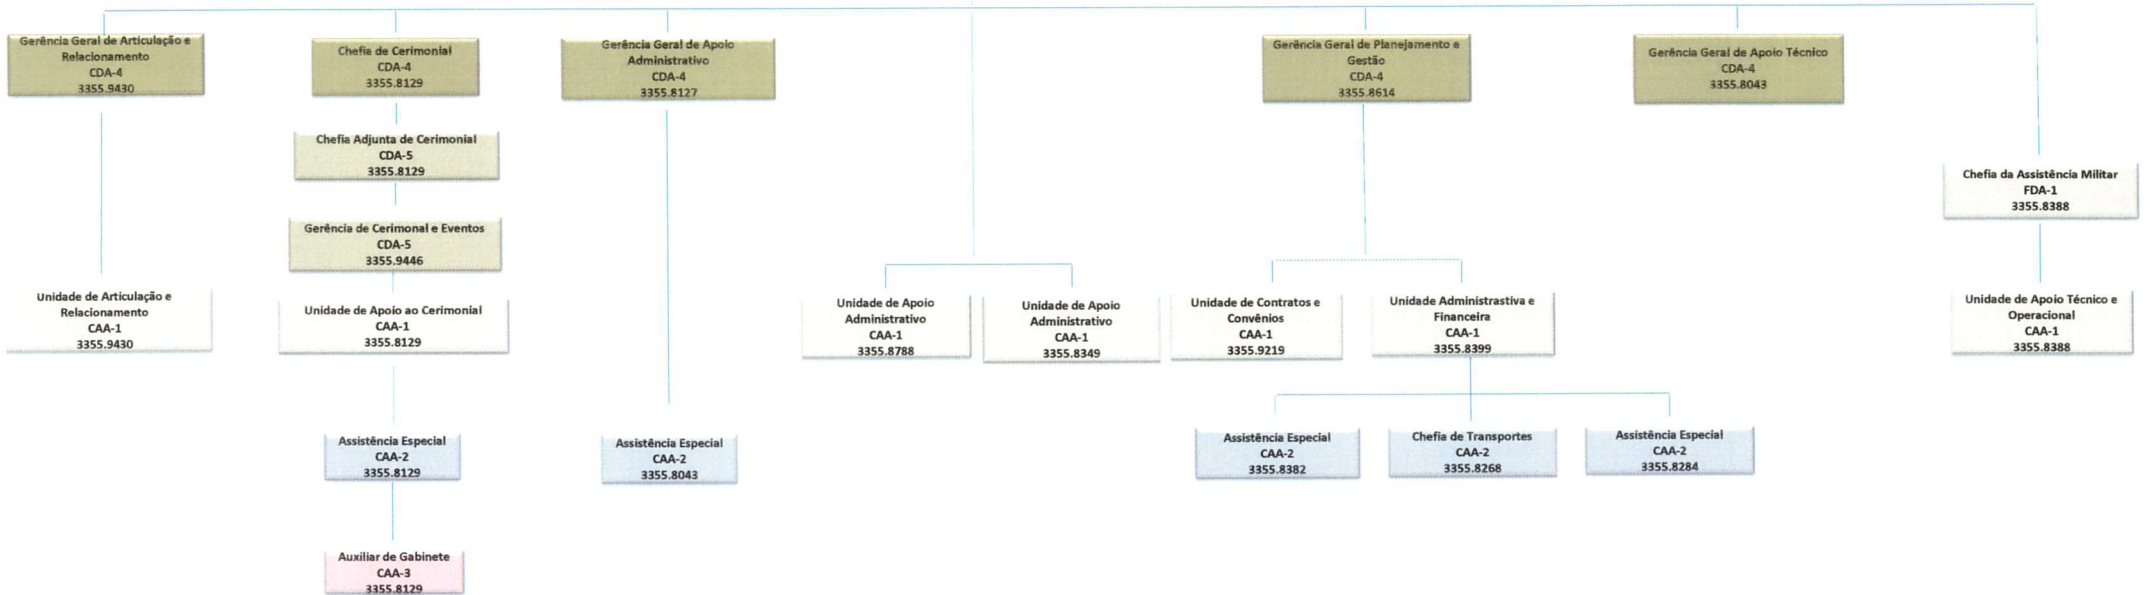 Gerência Geral de Articulação e
Relacionamento
CDA-4
3355.9430
Chefia de Cerimonial
CDA-4
3355.8129
Gerência Geral de Apoio
Administrativo
CDA-4
3355.8127
Gerência Geral de Planejamento e
Gestão
CDA-4
3355.8614
Gerência Geral de Apoio Técnico
CDA-4
3355.8043
Chefia Adjunta de Cerimonial
CDA-5
3355.8129
Chefia da Assistência Militar
FDA-1
3355.8388
Gerência de Cerimonal e Eventos
CDA-5
3355.9446
Unidade de Articulação e
Relacionamento
CAA-1
3355.9430
Unidade de Apoio ao Cerimonial
CAA-1
3355.8129
Unidade de Apoio
Administrativo
CAA-1
3355.8788
Unidade de Apoio
Administrativo
CAA-1
3355.8349
Unidade de Contratos e
Convênios
CAA-1
3355.9219
Unidade Administrastiva e
Financeira
CAA-1
3355.8399
Unidade de Apoio Técnico e
Operacional
CAA-1
3355.8388
Assistência Especial
CAA-2
3355.8129
Assistência Especial
CAA-2
3355.8043
Assistência Especial
CAA-2
3355.8382
Chefia de Transportes
CAA-2
3355.8268
Assistência Especial
CAA-2
3355.8284
Auxiliar de Gabinete
CAA-3
3355.8129